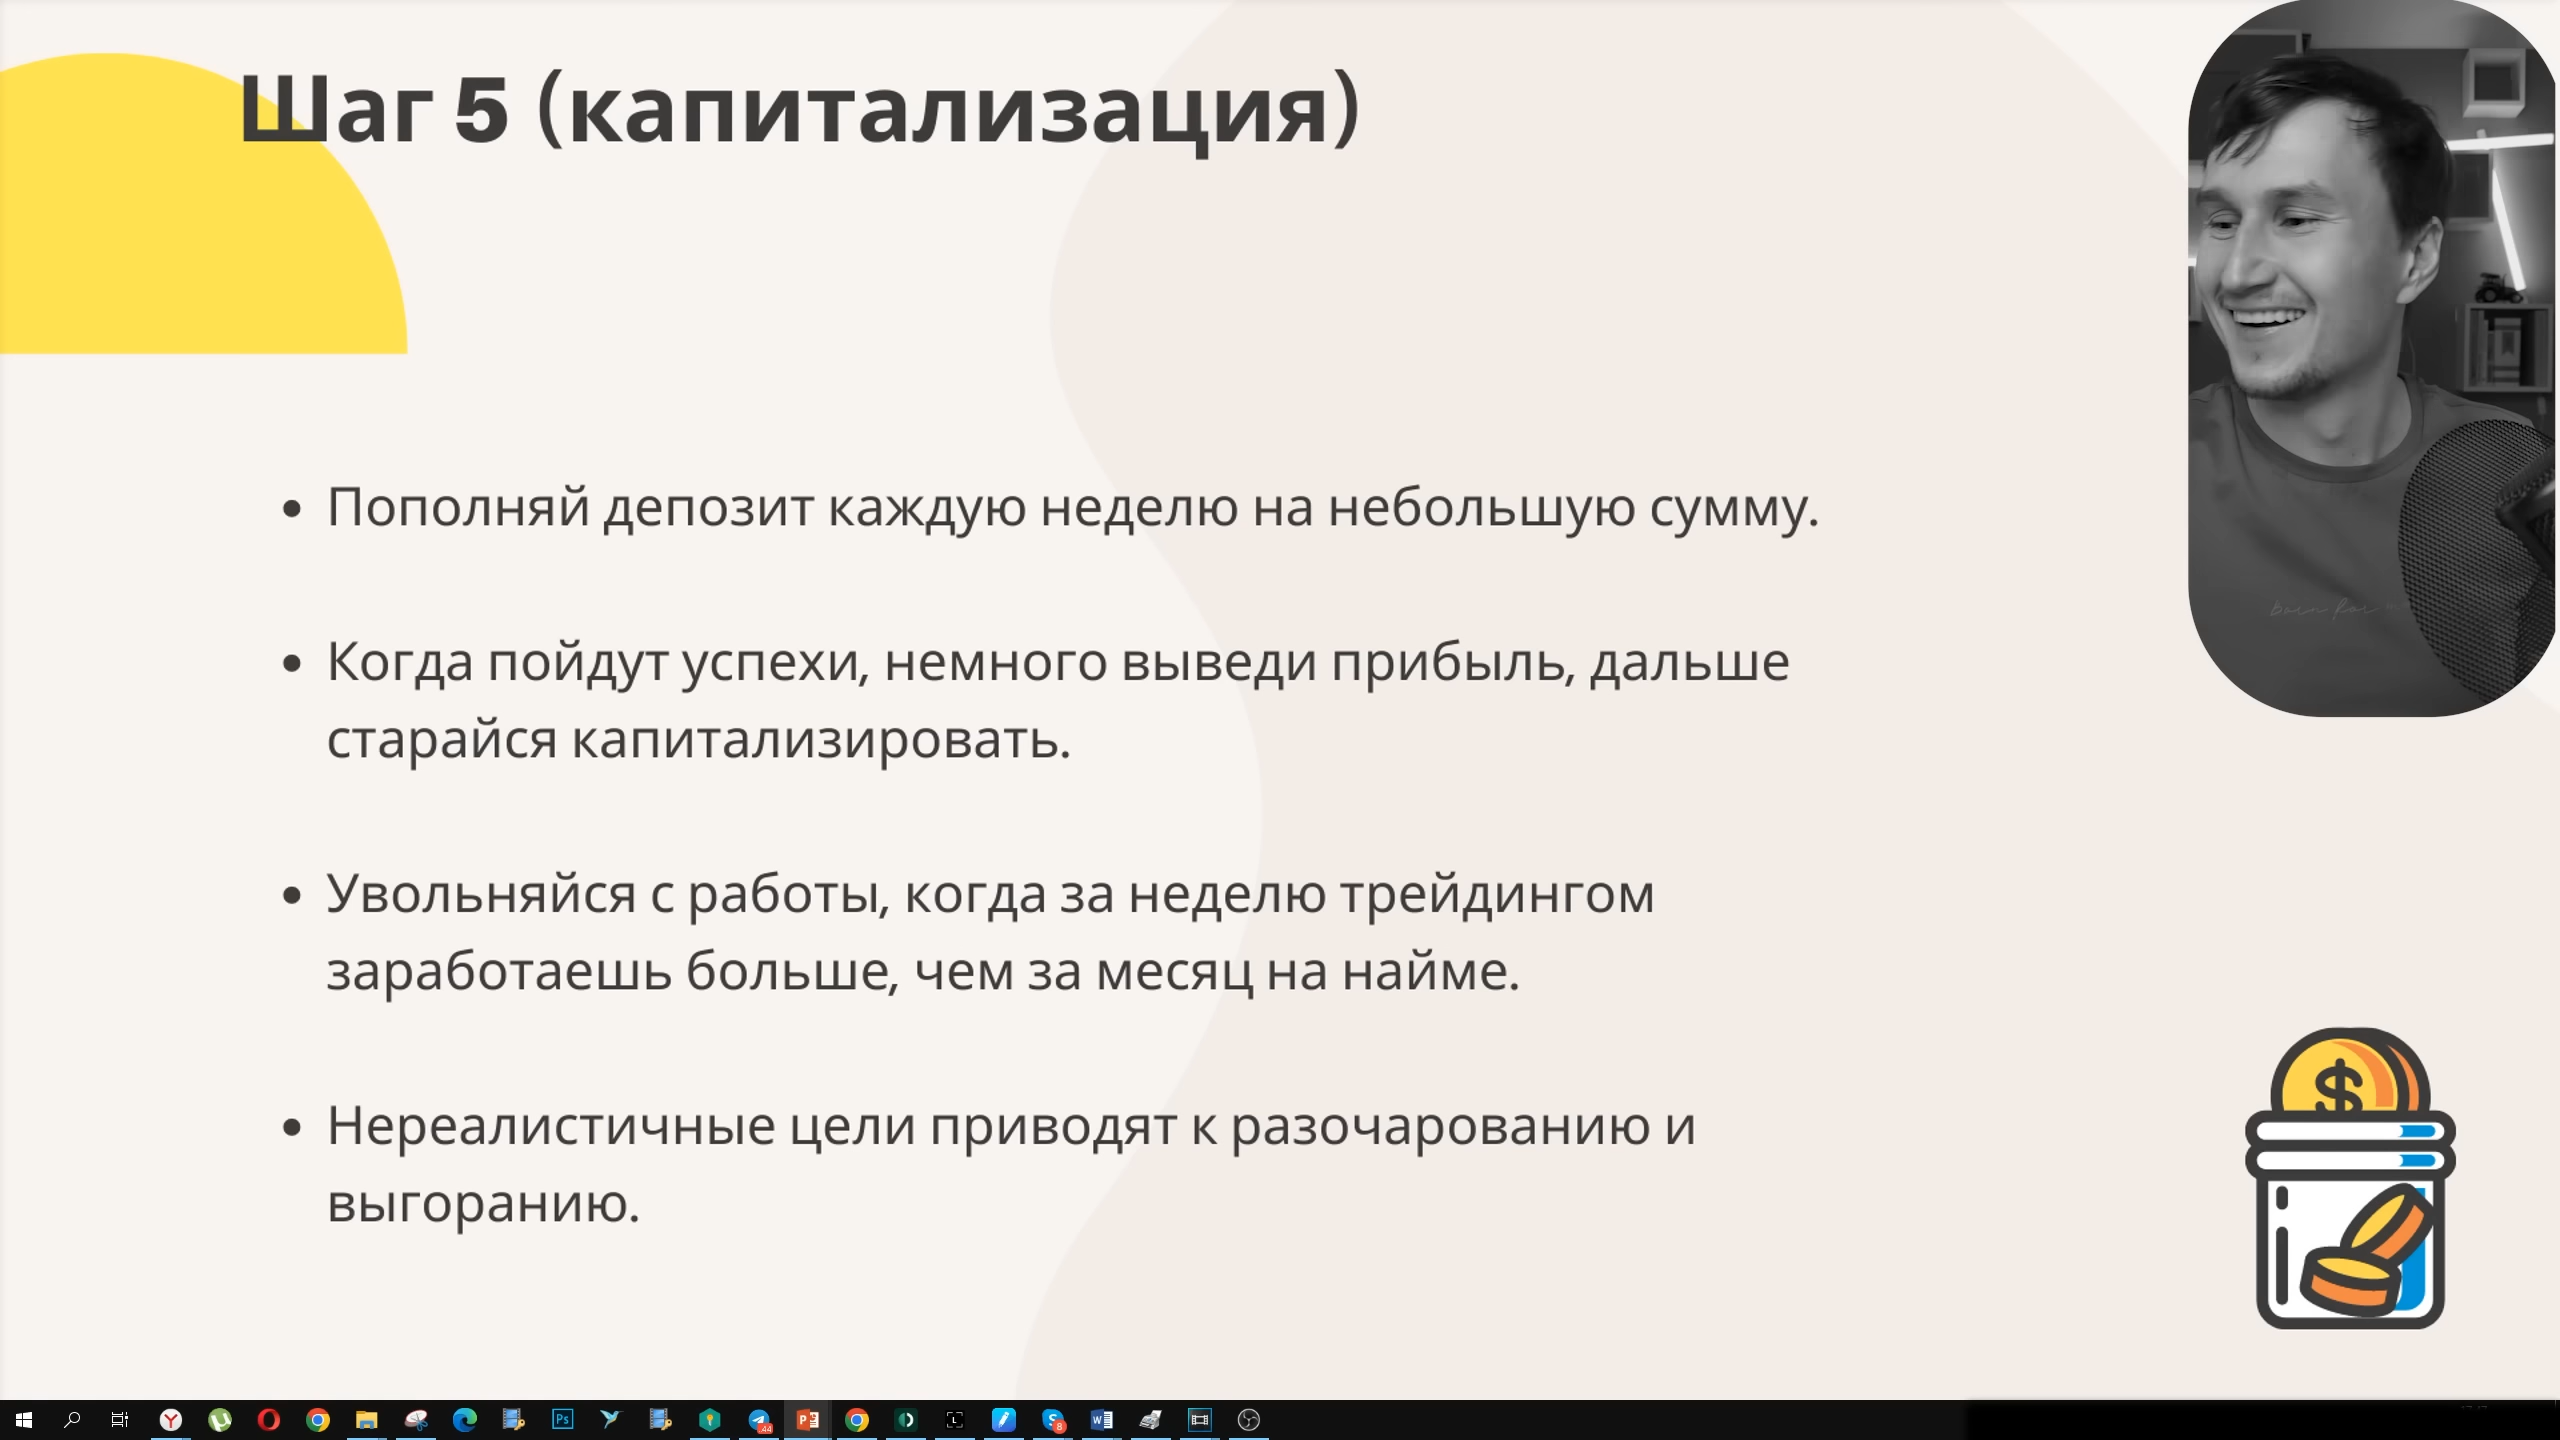 Шаг 5 (капитализация)
• Пополняй депозит каждую неделю на небольшую сумму.
• Когда пойдут успехи, немного выведи прибыль, дальше
старайся капитализировать.
• Увольняйся с работы, когда за неделю трейдингом
заработаешь больше, чем за месяц на найме.
• Нереалистичные цели приводят к разочарованию и
выгоранию.